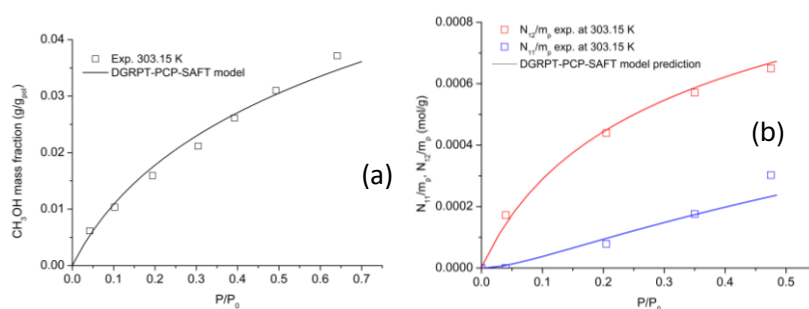 0.04
0.03
0.02
0.01
0.00
0.0 0.1 0.2 0.3 0.4 0.5 0.6 0.7
P/P₀
CH₃OH mass fraction (g/gₚₒₗ)
Exp. 303.15 K
DGRPT-PCP-SAFT model
(a)
0.0008
0.0006
0.0004
0.0002
0.0000
0.0 0.1 0.2 0.3 0.4 0.5
P/P₀
N₁₁/mₚ, N₁₂/mₚ (mol/g)
N₁₂/mₚ exp. at 303.15 K
N₁₁/mₚ exp. at 303.15 K
DGRPT-PCP-SAFT model prediction
(b)